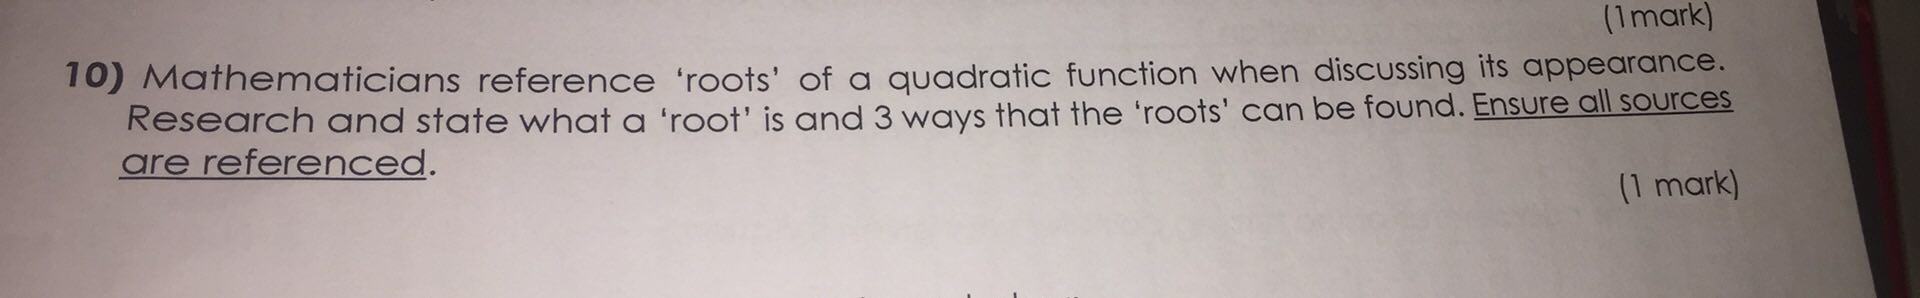 (1mark)
10) Mathematicians reference 'roots' of a quadratic function when discussing its appearance.
Research and state what a 'root' is and 3 ways that the 'roots' can be found. Ensure all sources
are referenced.
(1 mark)